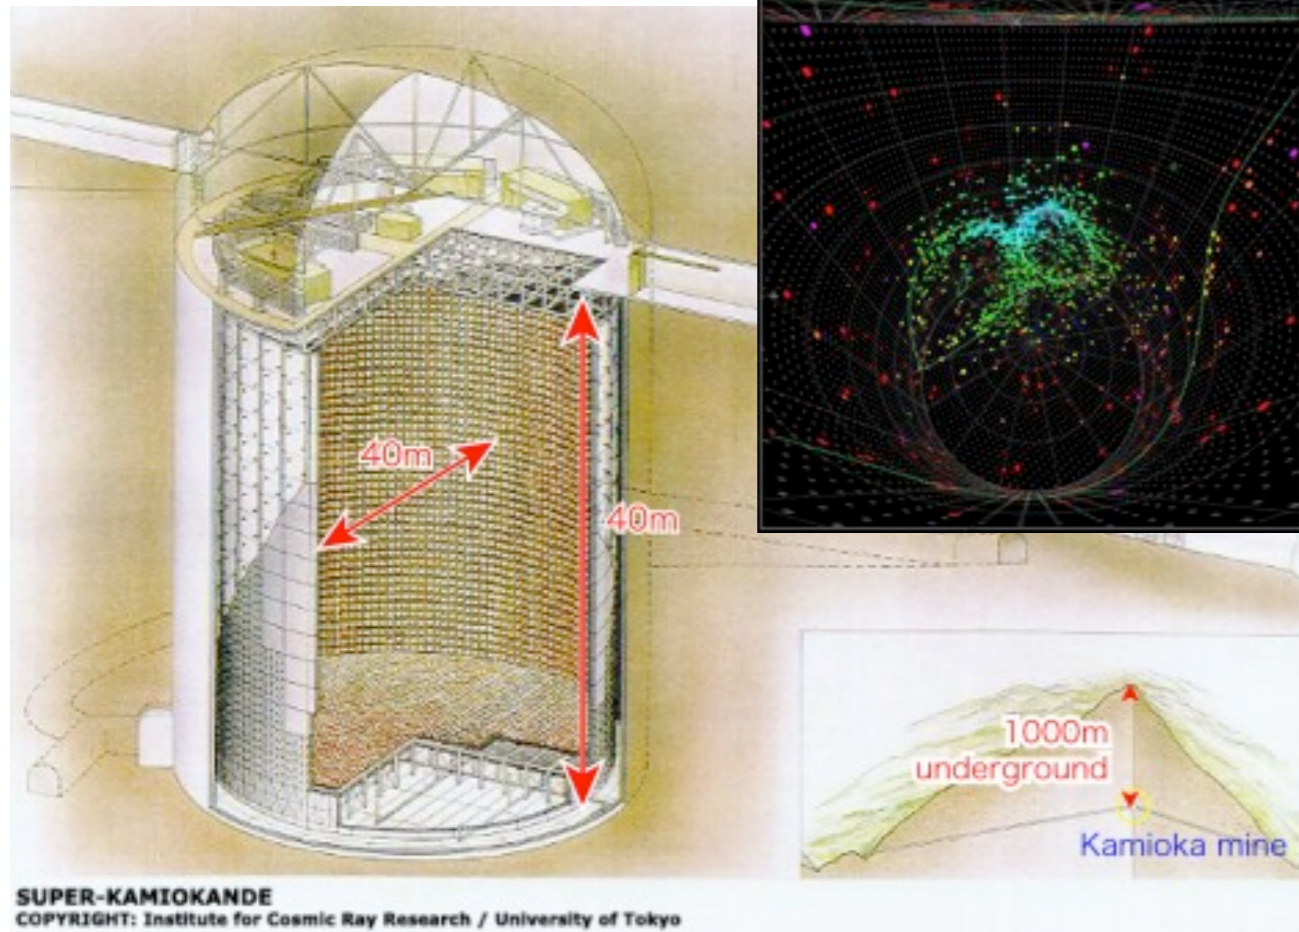 40m
40m
1000m
underground
Kamioka mine
SUPER-KAMIOKANDE
COPYRIGHT: Institute for Cosmic Ray Research / University of Tokyo